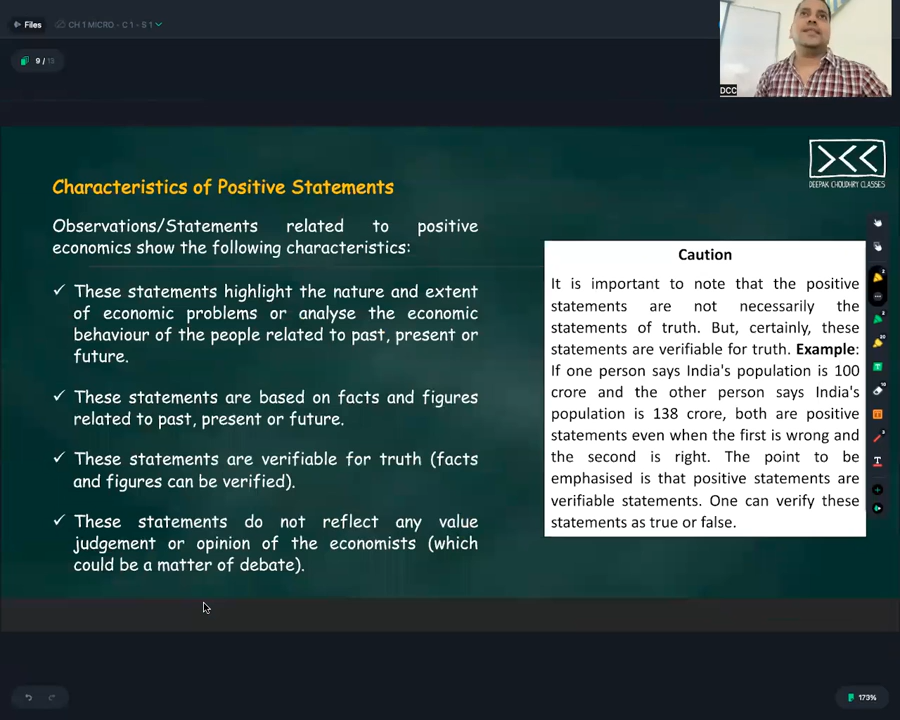 Files
CH 1 MICRO - C 1 - S 1
9 / 13
DCC
DEEPAK CHOUDHRY CLASSES
Characteristics of Positive Statements
Observations/Statements related to positive
economics show the following characteristics:
✓ These statements highlight the nature and extent
of economic problems or analyse the economic
behaviour of the people related to past, present or
future.
✓ These statements are based on facts and figures
related to past, present or future.
✓ These statements are verifiable for truth (facts
and figures can be verified).
✓ These statements do not reflect any value
judgement or opinion of the economists (which
could be a matter of debate).
Caution
It is important to note that the positive
statements are not necessarily the
statements of truth. But, certainly, these
statements are verifiable for truth. Example:
If one person says India's population is 100
crore and the other person says India's
population is 138 crore, both are positive
statements even when the first is wrong and
the second is right. The point to be
emphasised is that positive statements are
verifiable statements. One can verify these
statements as true or false.
173%